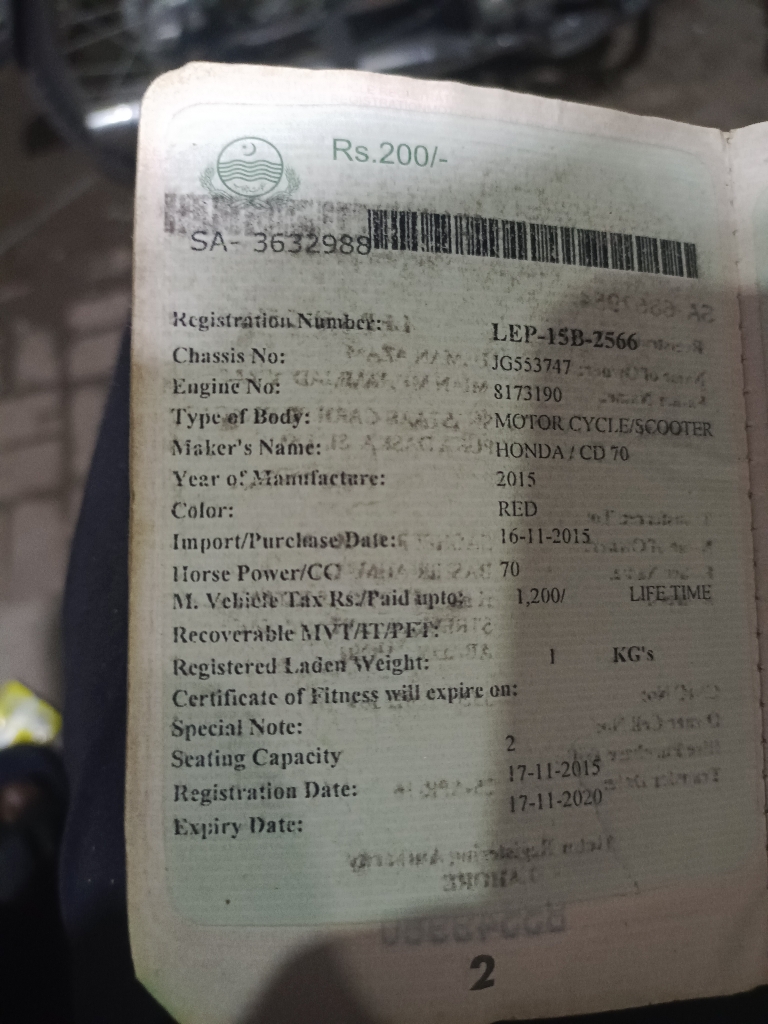 Rs.200/-
SA- 3632988
Registration Number: LEP-15B-2566
Chassis No: JG553747
Engine No: 8173190
Type of Body: MOTOR CYCLE/SCOOTER
Maker's Name: HONDA / CD 70
Year of Manufacture: 2015
Color: RED
Import/Purchase Date: 16-11-2015
Horse Power/CC 70
M. Vehicle Tax Rs./Paid upto: 1,200/ LIFE TIME
Recoverable MVT/IT/PFT:
Registered Laden Weight: 1 KG's
Certificate of Fitness will expire on:
Special Note:
Seating Capacity 2
Registration Date: 17-11-2015
Expiry Date: 17-11-2020
2